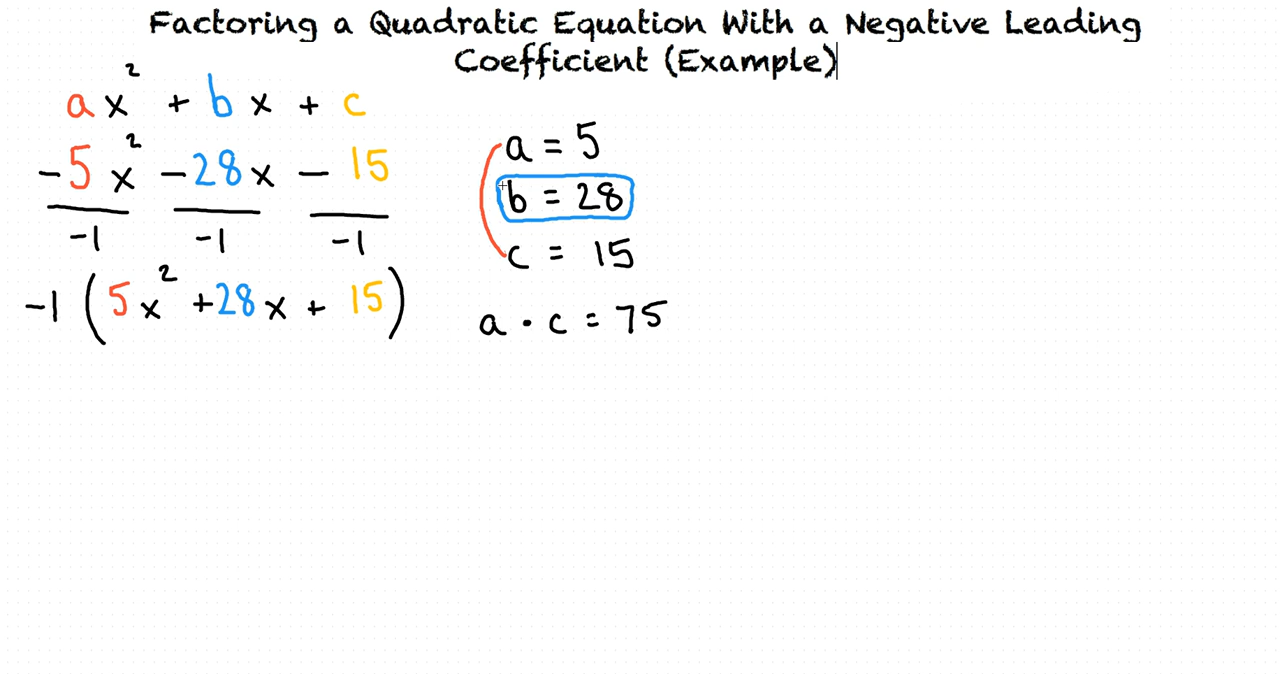 Factoring a Quadratic Equation With a Negative Leading
Coefficient (Example)
ax² + bx + c
-5x² -28x - 15
-1 -1 -1
-1 (5x² +28x + 15)
a = 5
b = 28
c = 15
a · c = 75